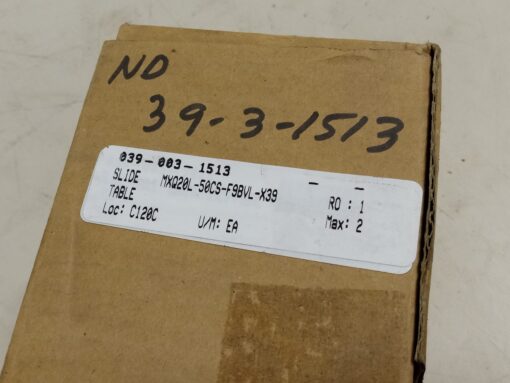 ND
39-3-1513
039-003-1513 - -
SLIDE MXQ20L-50CS-F9BVL-X39 RO : 1
TABLE
Loc: C120C U/M: EA Max: 2